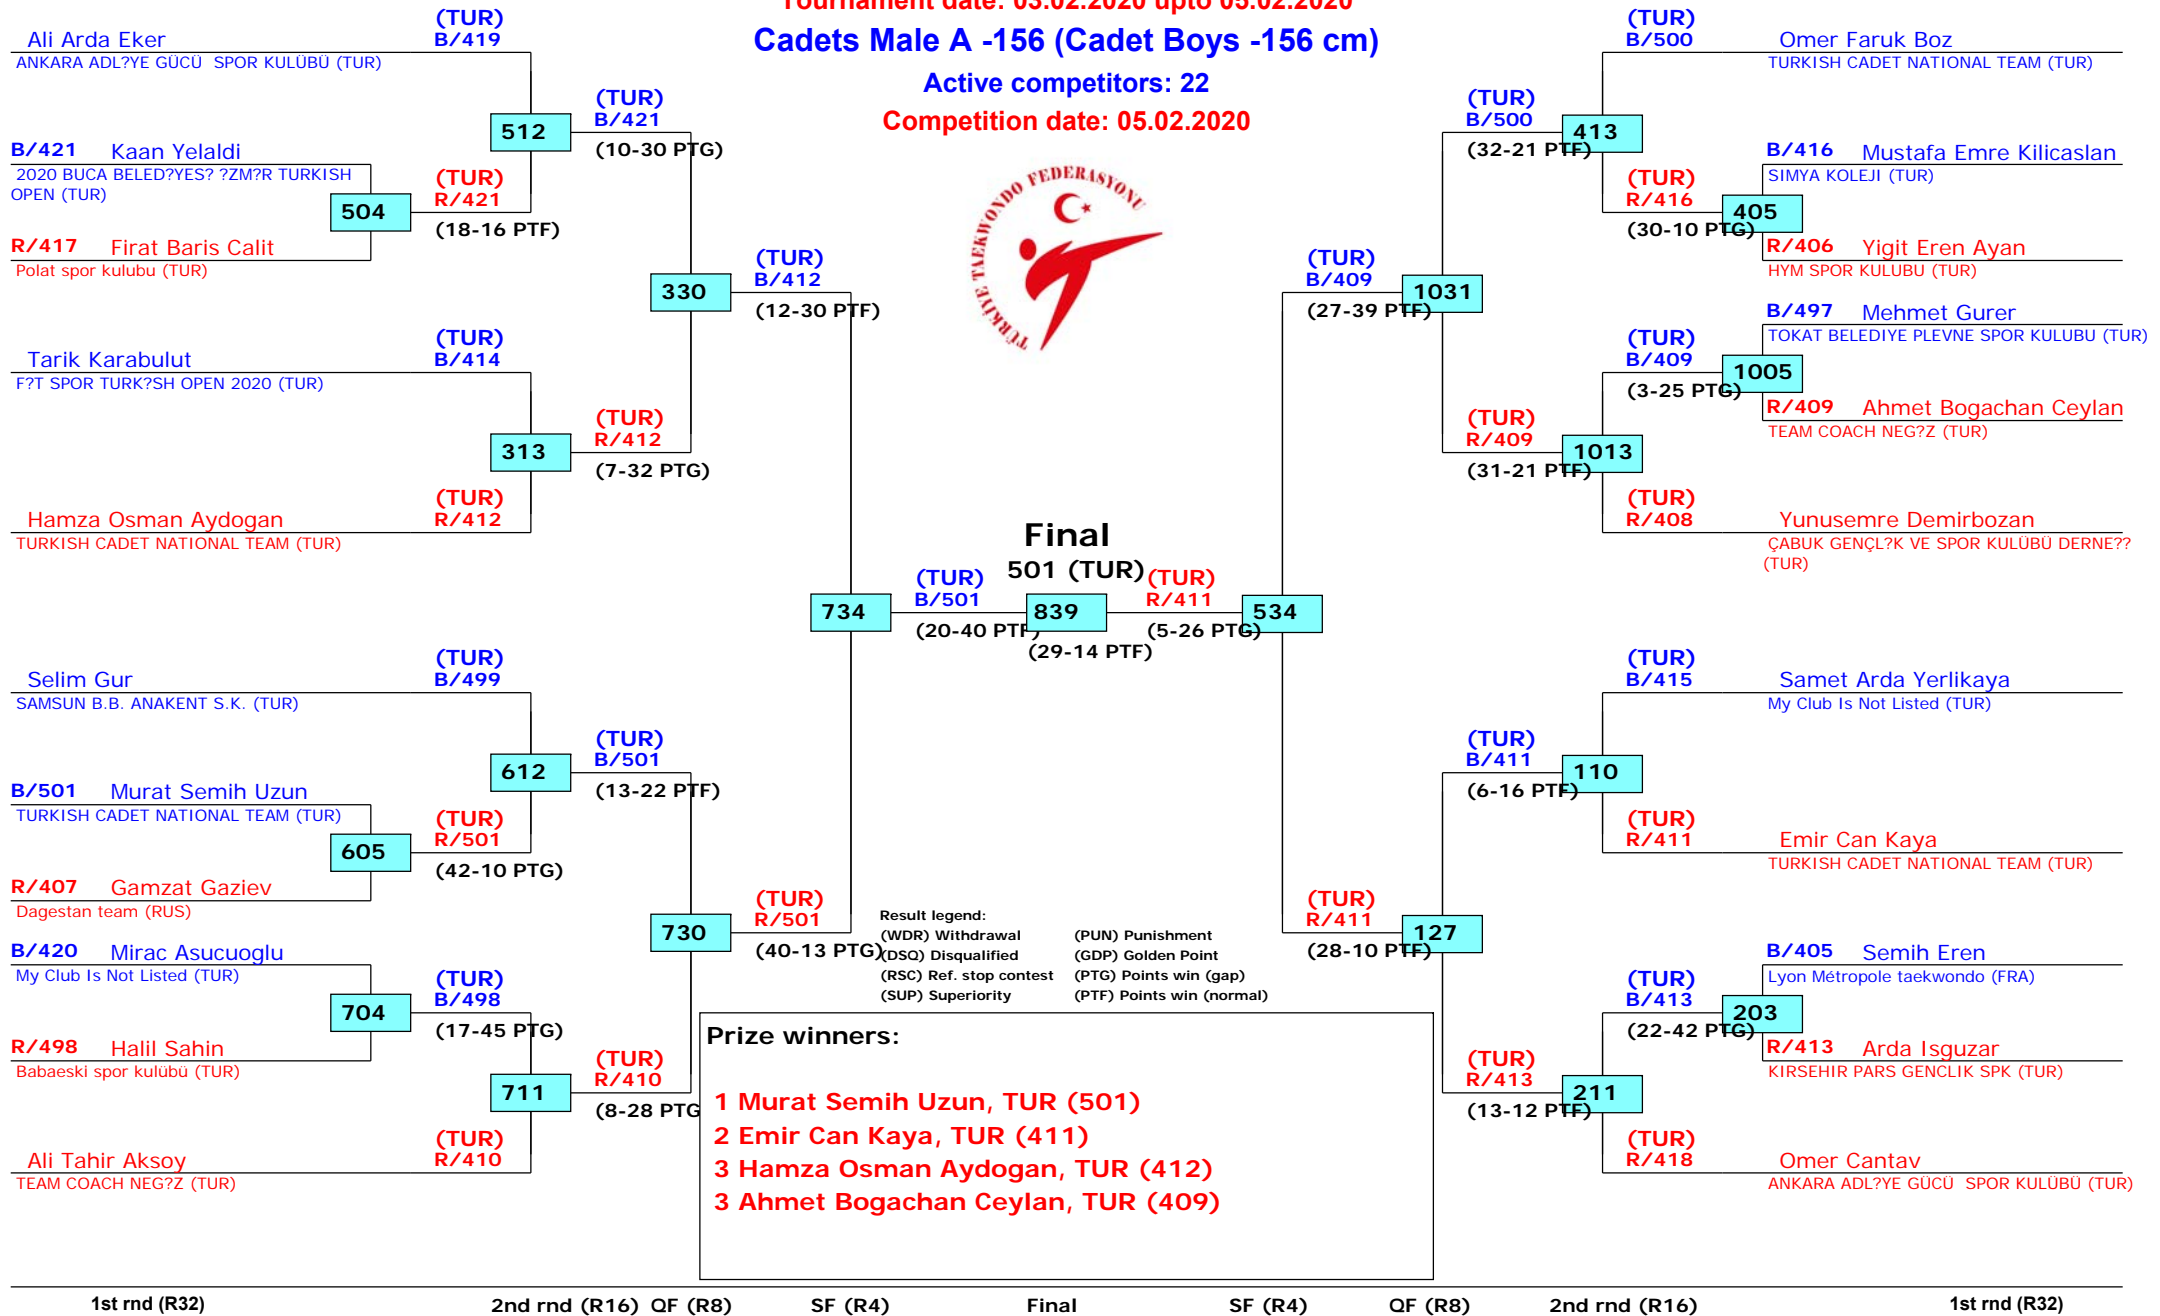 Tournament date: 03.02.2020 upto 05.02.2020
Cadets Male A -156 (Cadet Boys -156 cm)
Active competitors: 22
Competition date: 05.02.2020
TÜRKİYE TAEKWONDO FEDERASYONU
Ali Arda Eker
ANKARA ADL?YE GÜCÜ SPOR KULÜBÜ (TUR)
(TUR)
B/419
512
(TUR)
B/421
(10-30 PTG)
B/421 Kaan Yelaldi
2020 BUCA BELED?YES? ?ZM?R TURKISH
OPEN (TUR)
504
(TUR)
R/421
(18-16 PTF)
R/417 Firat Baris Calit
Polat spor kulubu (TUR)
330
(TUR)
B/412
(12-30 PTF)
Tarik Karabulut
F?T SPOR TURK?SH OPEN 2020 (TUR)
(TUR)
B/414
313
(TUR)
R/412
(7-32 PTG)
Hamza Osman Aydogan
TURKISH CADET NATIONAL TEAM (TUR)
(TUR)
R/412
734
(TUR)
B/501
(20-40 PTF)
Selim Gur
SAMSUN B.B. ANAKENT S.K. (TUR)
(TUR)
B/499
612
(TUR)
B/501
(13-22 PTF)
B/501 Murat Semih Uzun
TURKISH CADET NATIONAL TEAM (TUR)
605
(TUR)
R/501
(42-10 PTG)
R/407 Gamzat Gaziev
Dagestan team (RUS)
730
(TUR)
R/501
(40-13 PTG)
B/420 Mirac Asucuoglu
My Club Is Not Listed (TUR)
704
(TUR)
B/498
(17-45 PTG)
R/498 Halil Sahin
Babaeski spor kulübü (TUR)
711
(TUR)
R/410
(8-28 PTG
Ali Tahir Aksoy
TEAM COACH NEG?Z (TUR)
(TUR)
R/410
Final
501 (TUR)
839
(29-14 PTF)
(TUR)
R/411
(5-26 PTG)
534
(TUR)
B/500
Omer Faruk Boz
TURKISH CADET NATIONAL TEAM (TUR)
(TUR)
B/500
(32-21 PTF)
413
B/416 Mustafa Emre Kilicaslan
SIMYA KOLEJI (TUR)
(TUR)
R/416
(30-10 PTG)
405
R/406 Yigit Eren Ayan
HYM SPOR KULUBU (TUR)
(TUR)
B/409
(27-39 PTF)
1031
B/497 Mehmet Gurer
TOKAT BELEDIYE PLEVNE SPOR KULUBU (TUR)
(TUR)
B/409
(3-25 PTG)
1005
R/409 Ahmet Bogachan Ceylan
TEAM COACH NEG?Z (TUR)
(TUR)
R/409
(31-21 PTF)
1013
(TUR)
R/408
Yunusemre Demirbozan
ÇABUK GENÇL?K VE SPOR KULÜBÜ DERNE??
(TUR)
(TUR)
B/415
Samet Arda Yerlikaya
My Club Is Not Listed (TUR)
(TUR)
B/411
(6-16 PTF)
110
(TUR)
R/411
Emir Can Kaya
TURKISH CADET NATIONAL TEAM (TUR)
(TUR)
R/411
(28-10 PTF)
127
B/405 Semih Eren
Lyon Métropole taekwondo (FRA)
(TUR)
B/413
(22-42 PTG)
203
R/413 Arda Isguzar
KIRSEHIR PARS GENCLIK SPK (TUR)
(TUR)
R/413
(13-12 PTF)
211
(TUR)
R/418
Omer Cantav
ANKARA ADL?YE GÜCÜ SPOR KULÜBÜ (TUR)
Result legend:
(WDR) Withdrawal (PUN) Punishment
(DSQ) Disqualified (GDP) Golden Point
(RSC) Ref. stop contest (PTG) Points win (gap)
(SUP) Superiority (PTF) Points win (normal)
Prize winners:
1 Murat Semih Uzun, TUR (501)
2 Emir Can Kaya, TUR (411)
3 Hamza Osman Aydogan, TUR (412)
3 Ahmet Bogachan Ceylan, TUR (409)
1st rnd (R32) 2nd rnd (R16) QF (R8) SF (R4) Final SF (R4) QF (R8) 2nd rnd (R16) 1st rnd (R32)